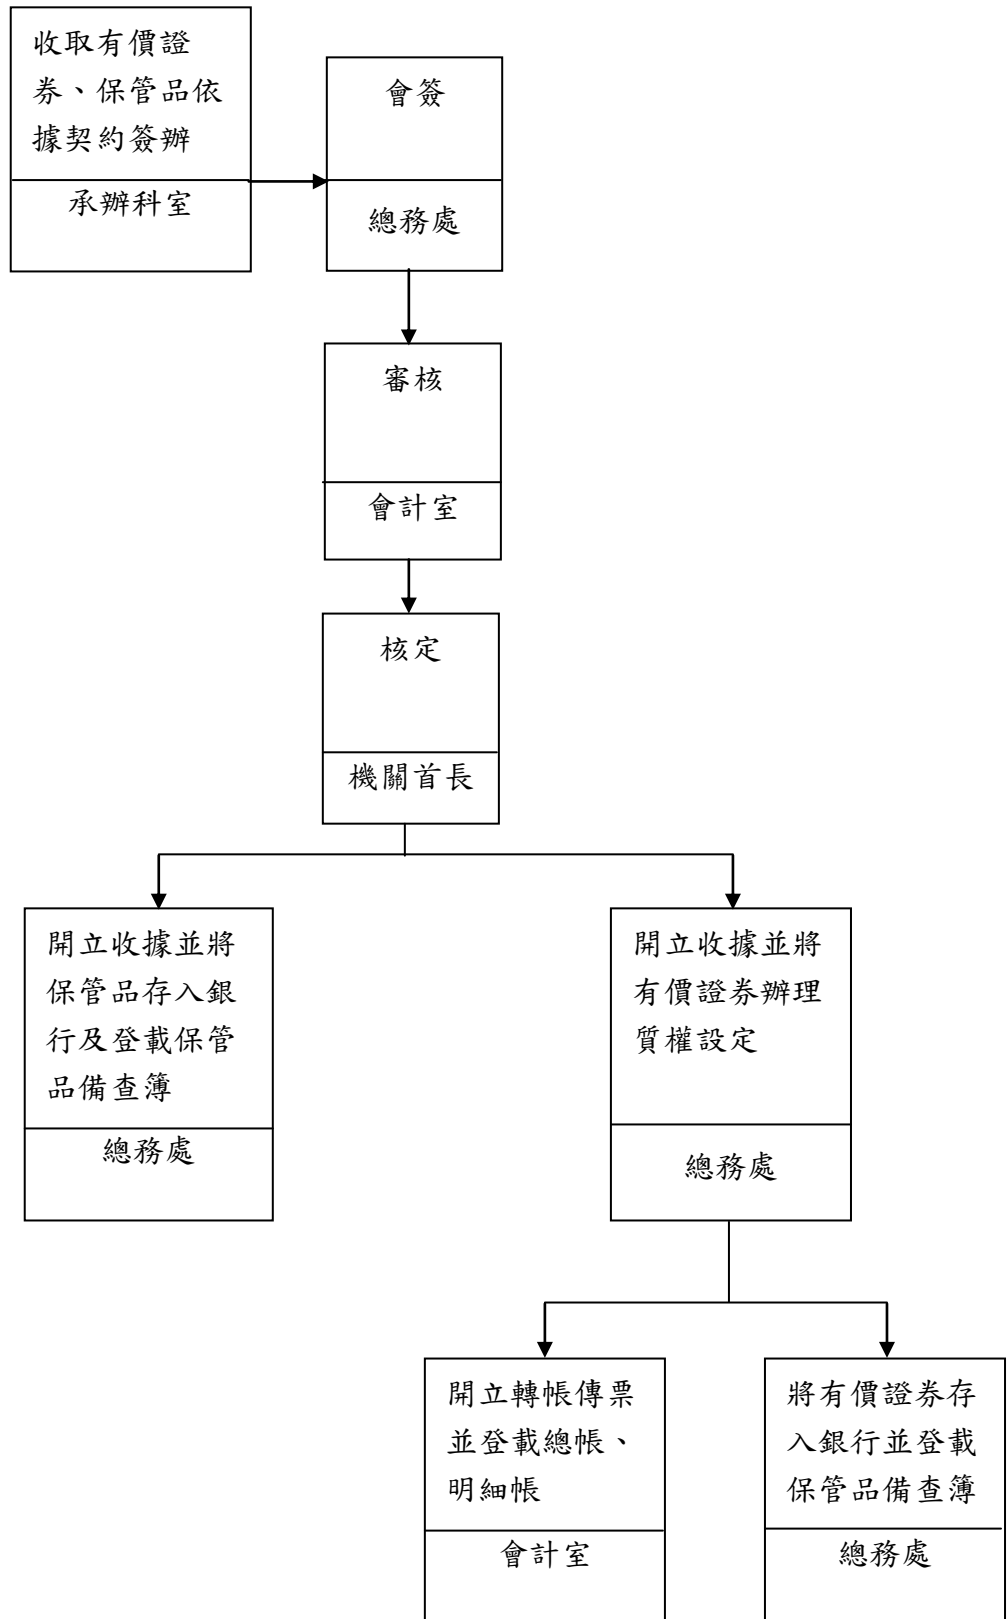 收取有價證
券、保管品依
據契約簽辦
承辦科室
會簽
總務處
審核
會計室
核定
機關首長
開立收據並將
保管品存入銀
行及登載保管
品備查簿
總務處
開立收據並將
有價證券辦理
質權設定
總務處
開立轉帳傳票
並登載總帳、
明細帳
會計室
將有價證券存
入銀行並登載
保管品備查簿
總務處